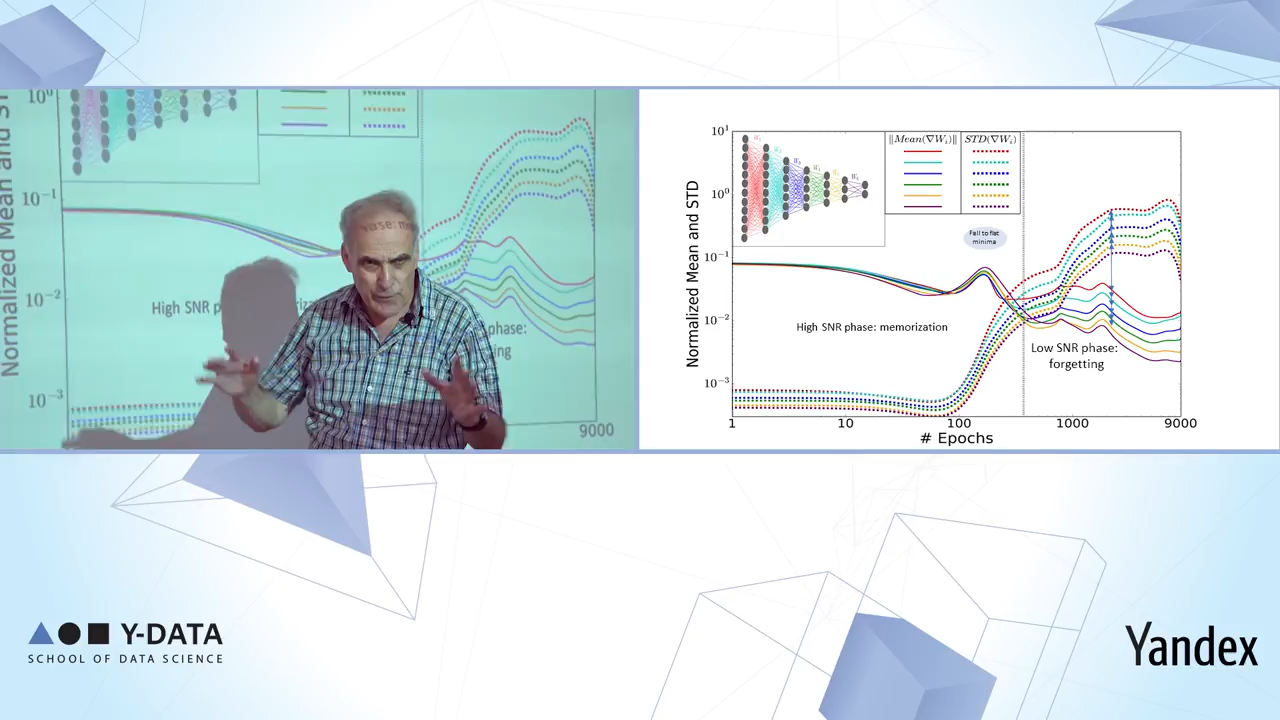 Normalized Mean and ST
10⁰
10⁻¹
10⁻²
10⁻³
High SNR p
phase:
9000
Normalized Mean and STD
10¹
10⁰
10⁻¹
10⁻²
10⁻³
W₁
‖Mean(∇Wᵢ)‖
STD(∇Wᵢ)
Fall to flat
minima
High SNR phase: memorization
Low SNR phase:
forgetting
1
10
100
1000
9000
# Epochs
Y-DATA
SCHOOL OF DATA SCIENCE
Yandex